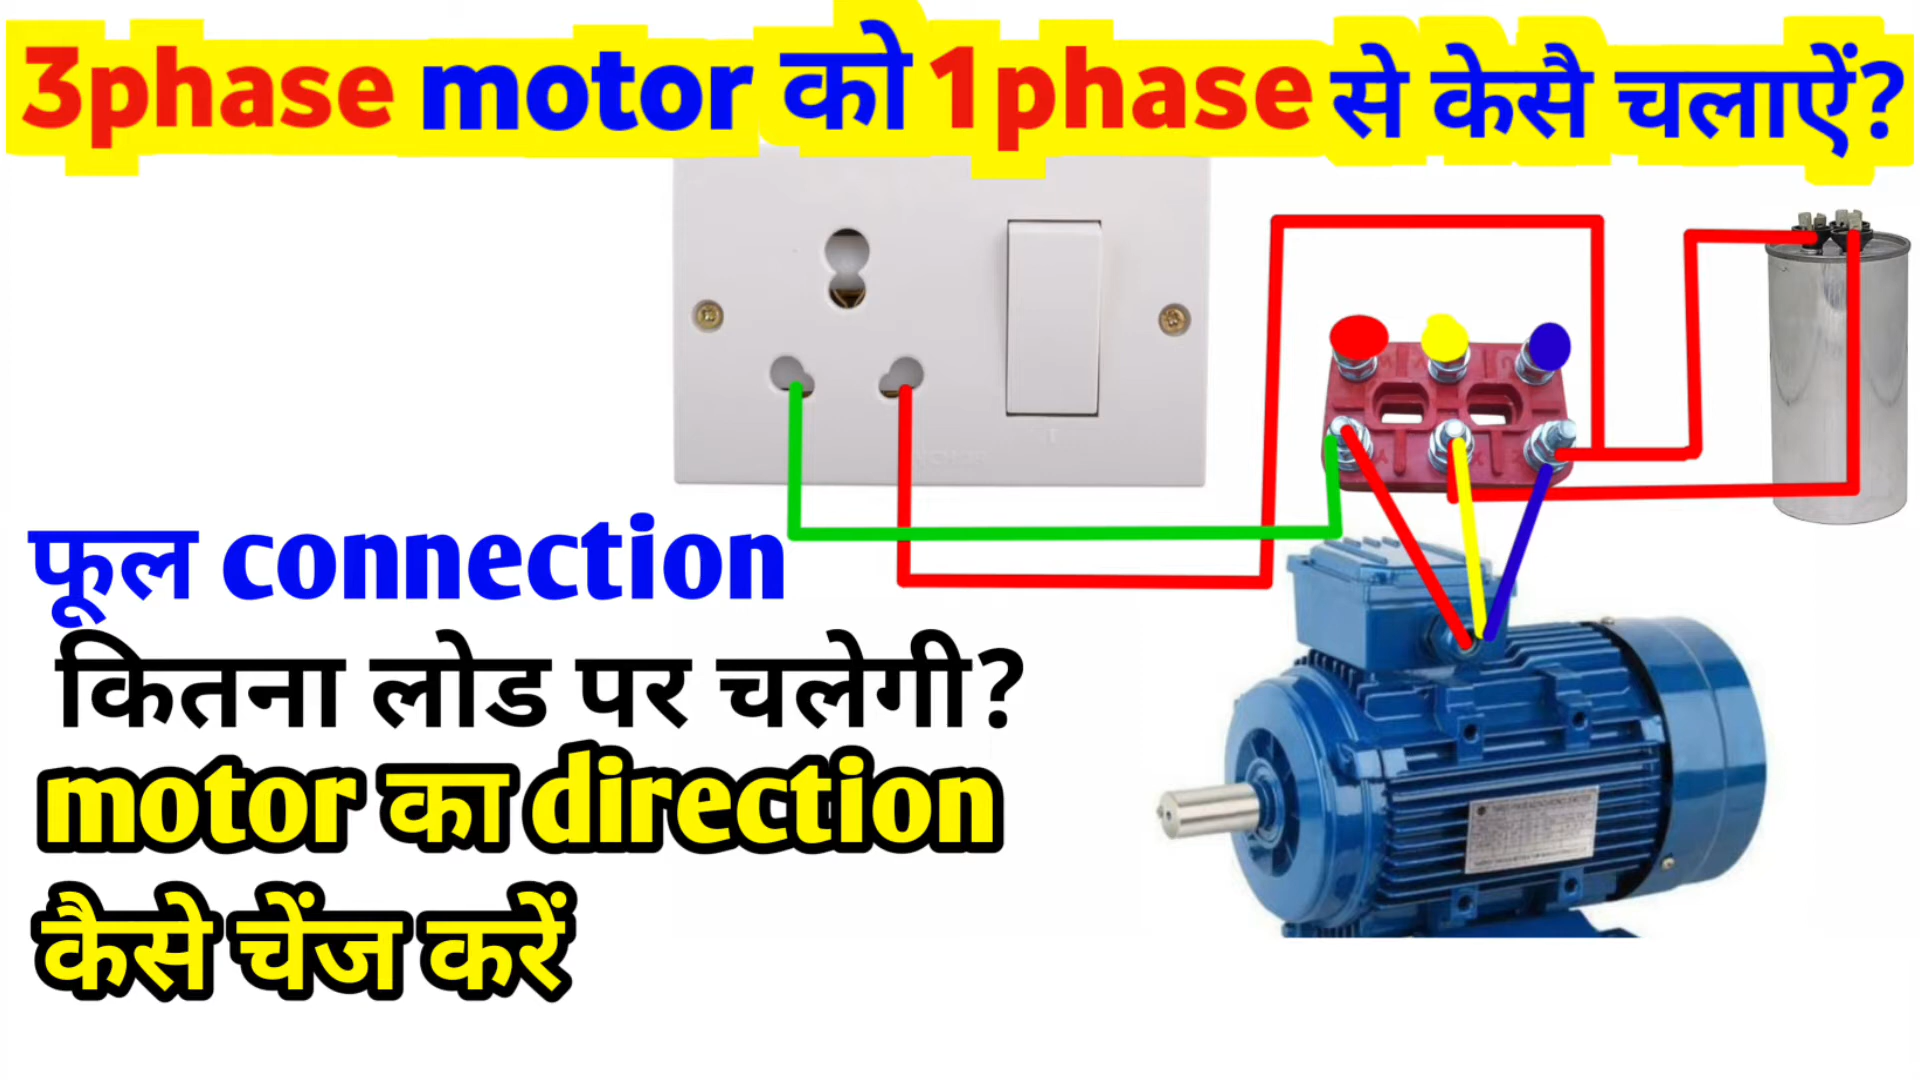 3phase motor को 1phase से केसै चलाऐं?
फूल connection
कितना लोड पर चलेगी?
motor का direction
कैसे चेंज करें